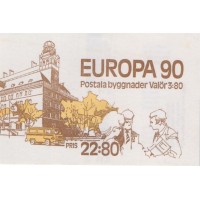 EUROPA 90
Postala byggnader Valör 3:80
PRIS 22:80